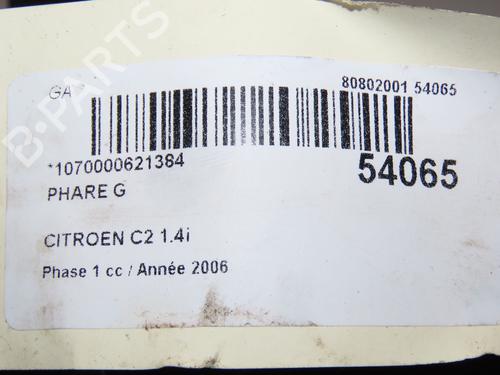 GA
80802001 54065
*1070000621384
54065
PHARE G
CITROEN C2 1.4i
Phase 1 cc / Année 2006
B-PARTS